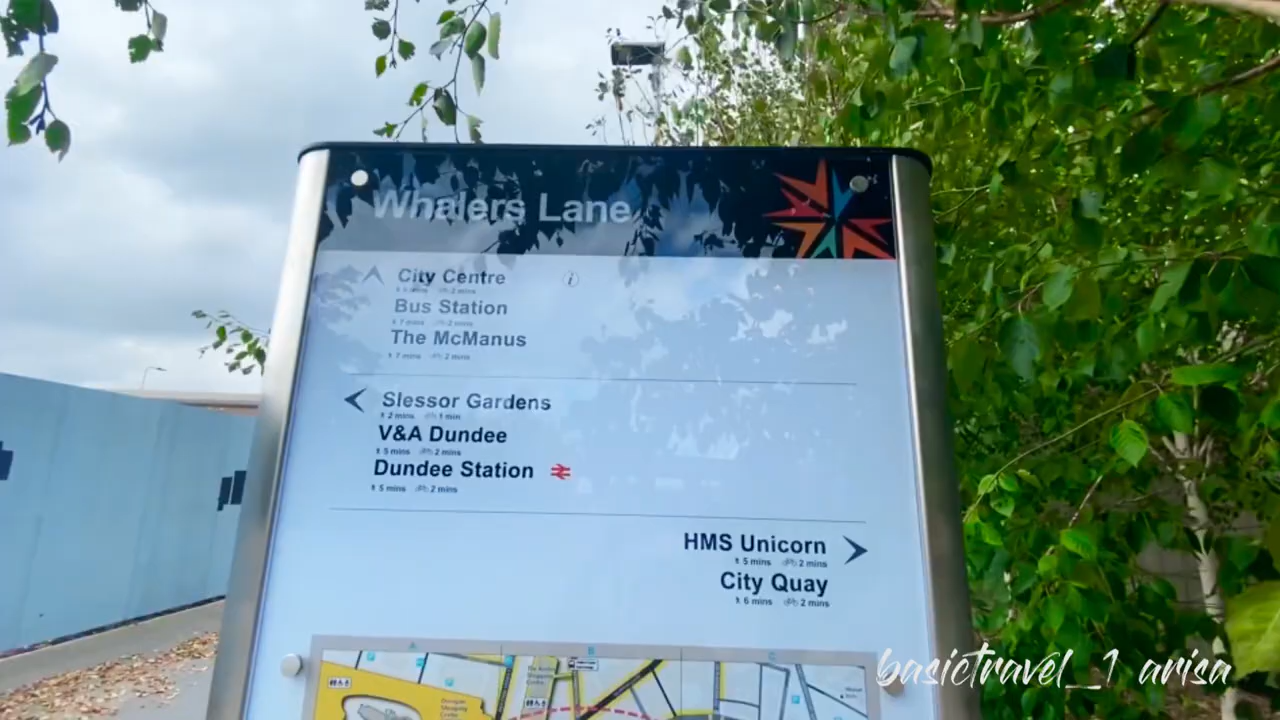 Whalers Lane
City Centre
2 mins
Bus Station
7 mins 2 mins
The McManus
7 mins 2 mins
Slessor Gardens
2 mins 1 min
V&A Dundee
5 mins 2 mins
Dundee Station
5 mins 2 mins
HMS Unicorn
5 mins 2 mins
City Quay
6 mins 2 mins
A B C
basictravel_1 arisa